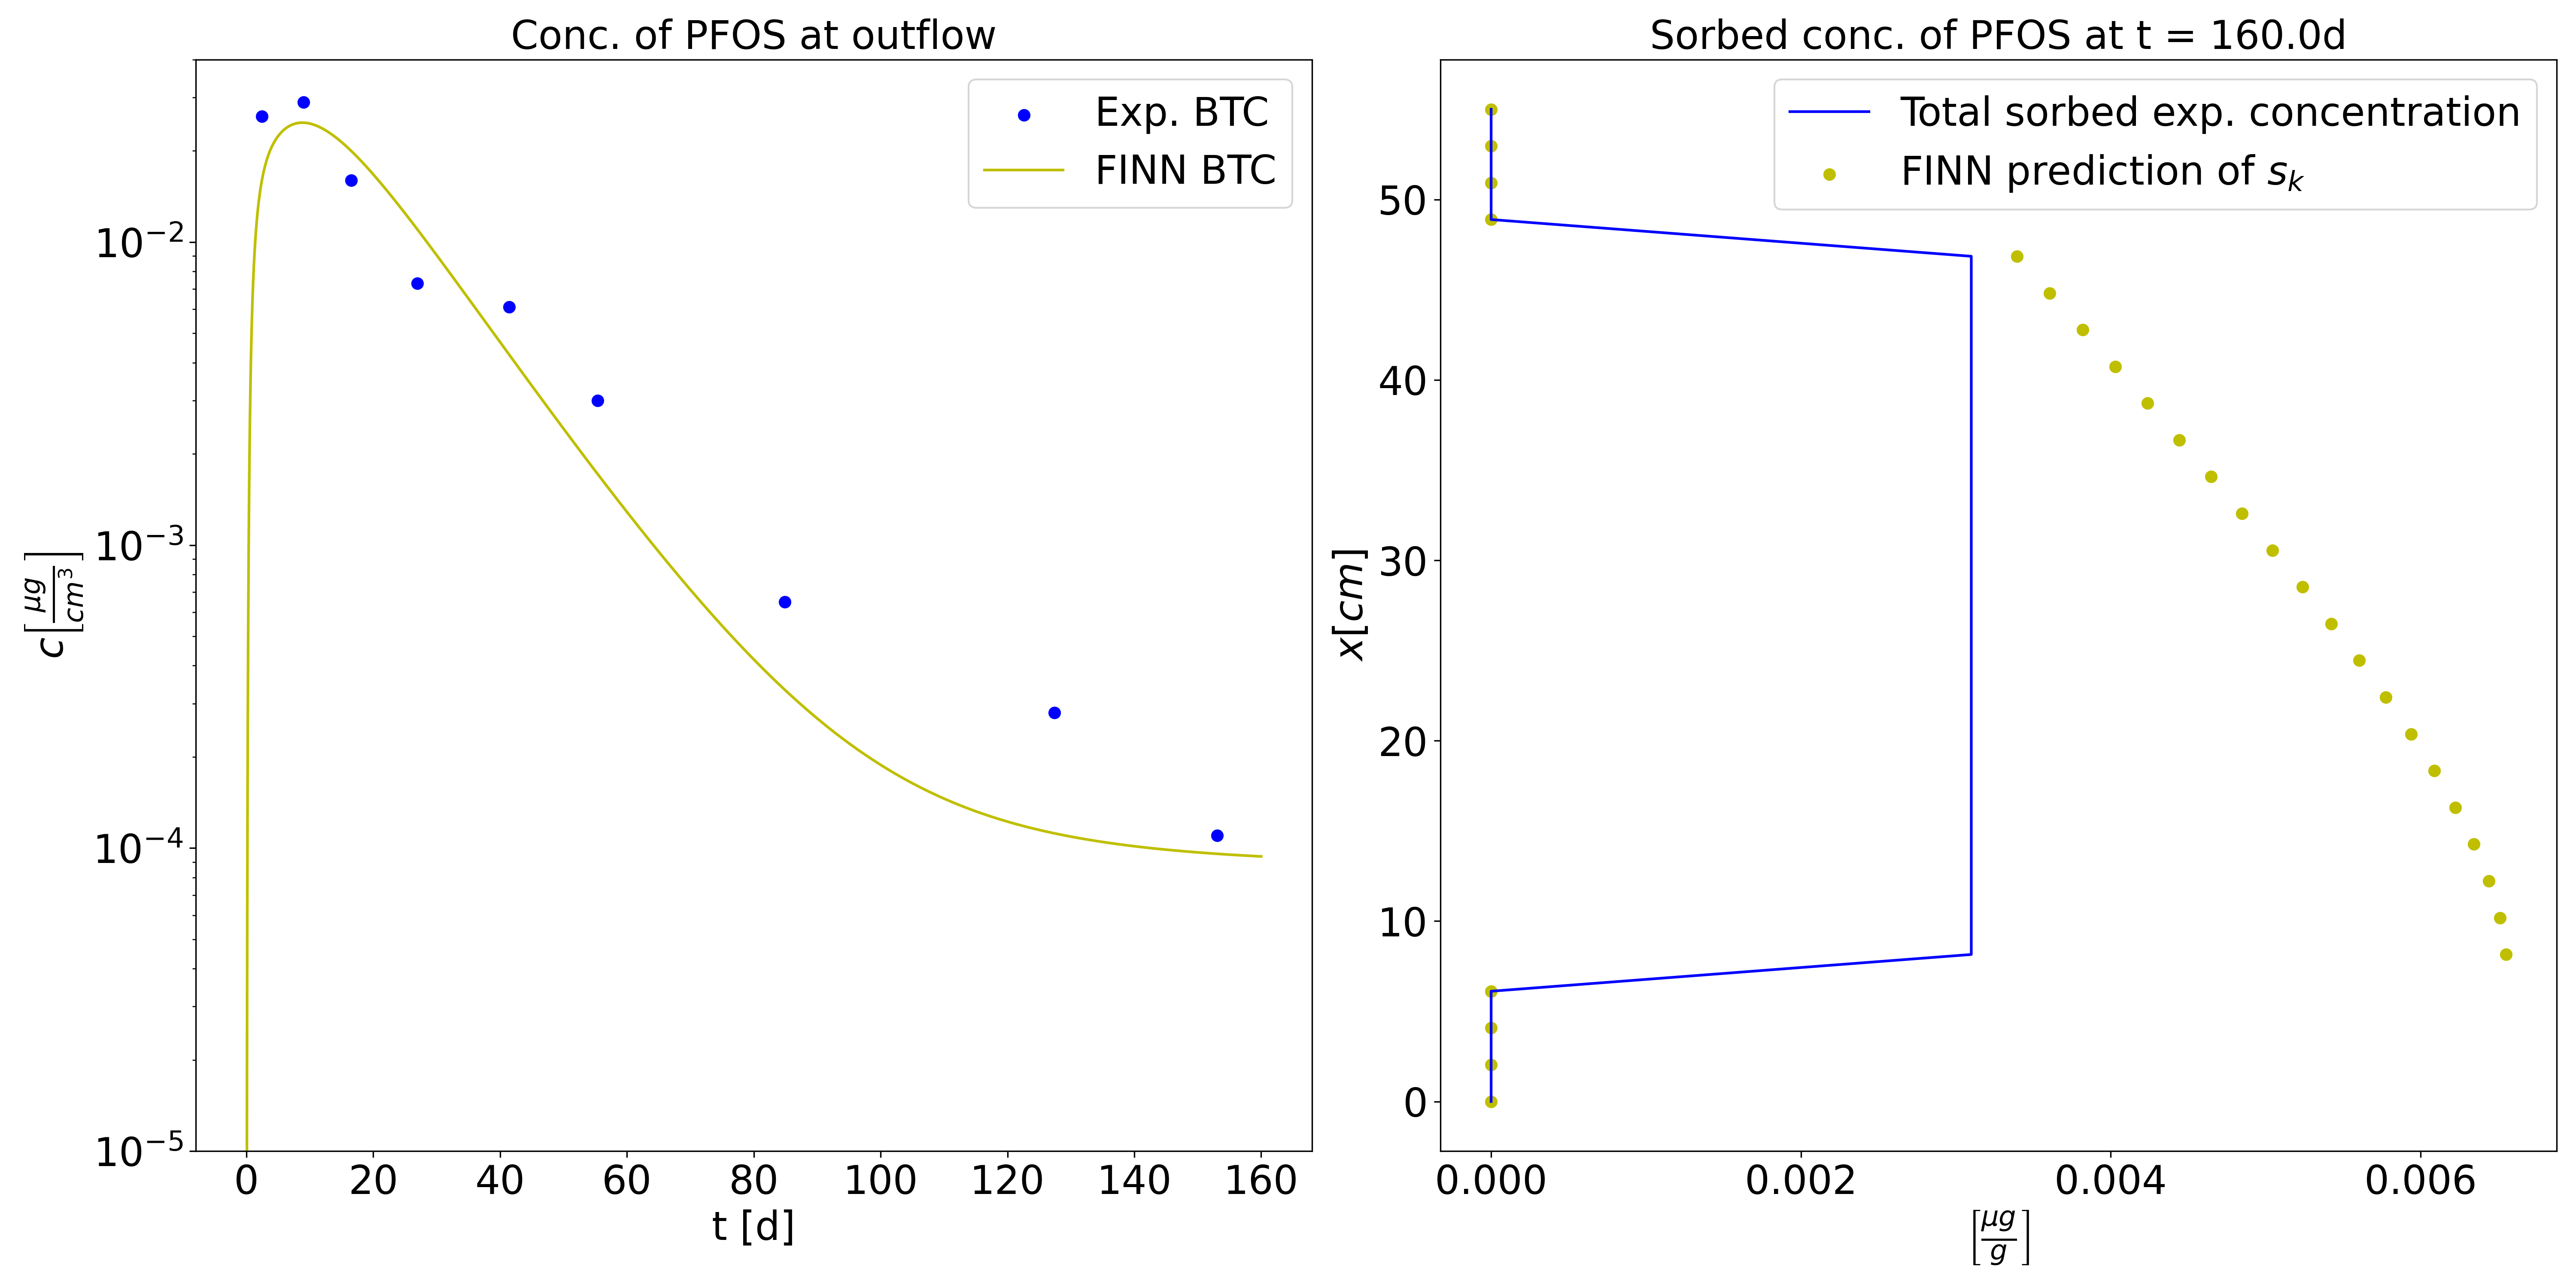 Conc. of PFOS at outflow
Exp. BTC
FINN BTC
10⁻²
10⁻³
10⁻⁴
10⁻⁵
c[μg/cm³]
0 20 40 60 80 100 120 140 160
t [d]
Sorbed conc. of PFOS at t = 160.0d
Total sorbed exp. concentration
FINN prediction of sₖ
50
40
30
20
10
0
x[cm]
0.000 0.002 0.004 0.006
[μg/g]